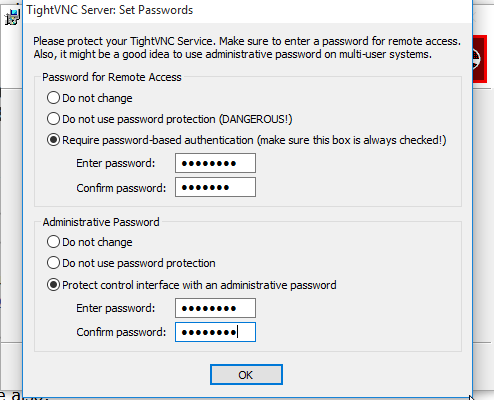 TightVNC Server: Set Passwords
Please protect your TightVNC Service. Make sure to enter a password for remote access.
Also, it might be a good idea to use administrative password on multi-user systems.
Password for Remote Access
Do not change
Do not use password protection (DANGEROUS!)
Require password-based authentication (make sure this box is always checked!)
Enter password: ●●●●●●●●
Confirm password: ●●●●●●●
Administrative Password
Do not change
Do not use password protection
Protect control interface with an administrative password
Enter password: ●●●●●●●●
Confirm password: ●●●●●●●●
OK